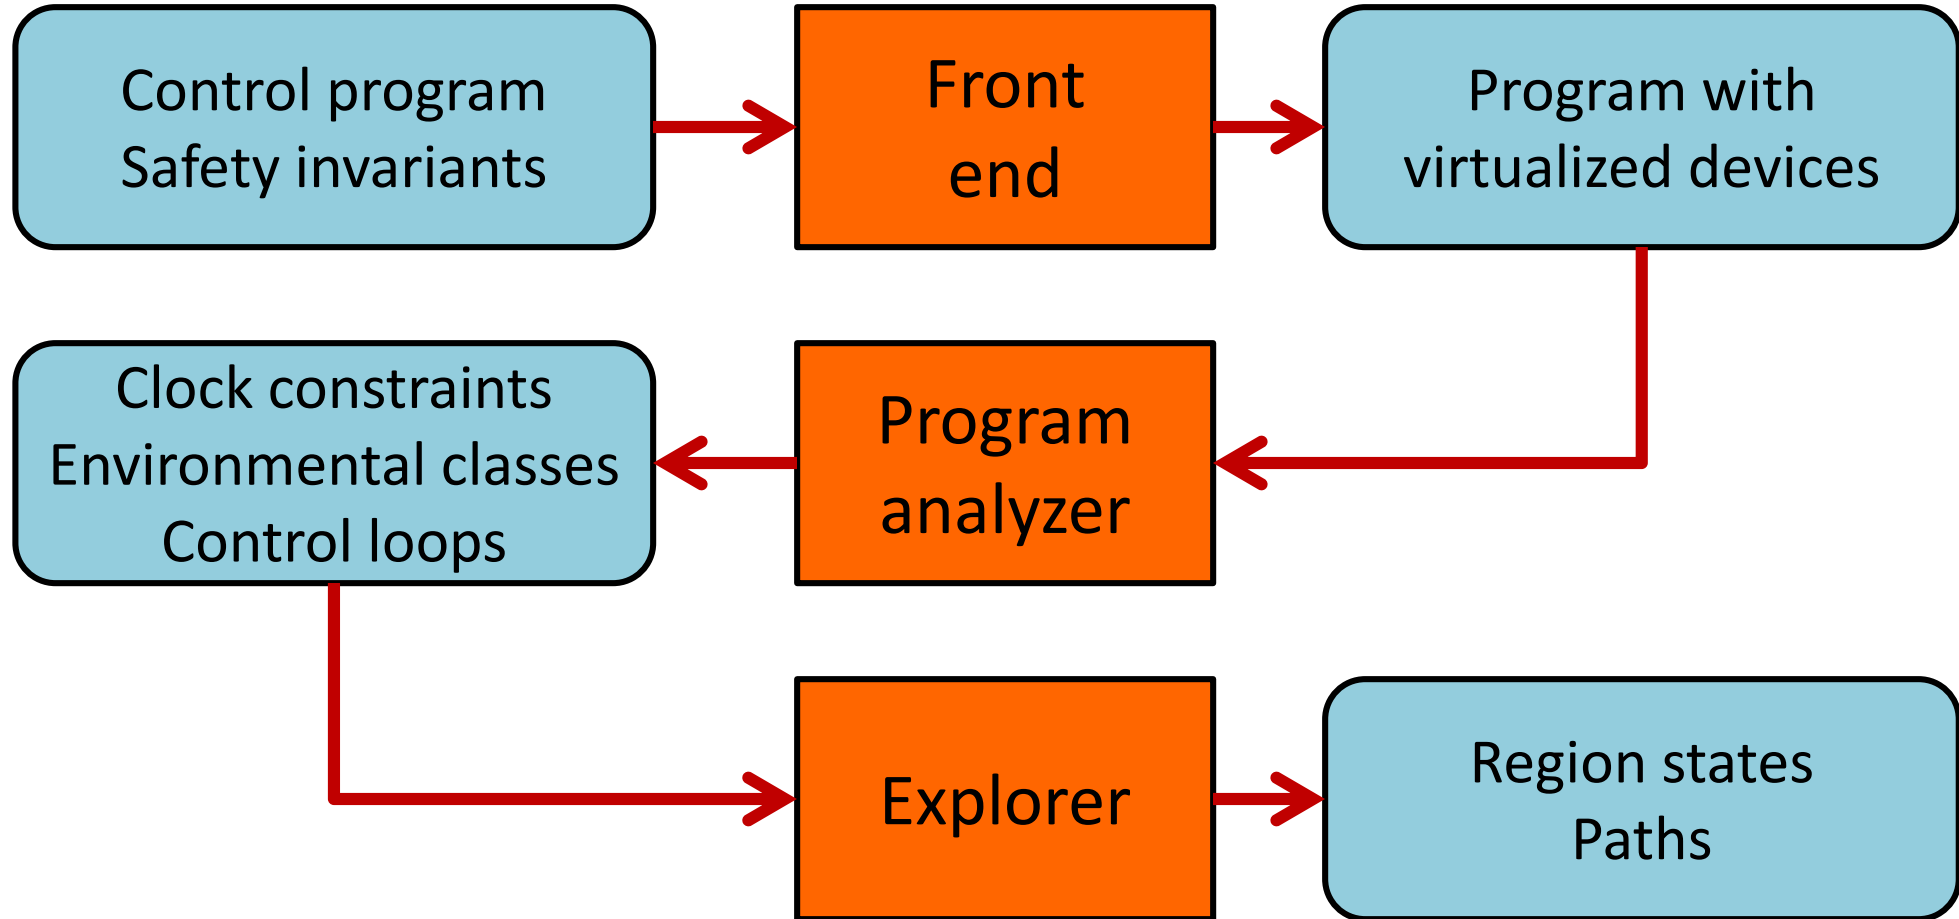 Control program
Safety invariants
Front
end
Program with
virtualized devices
Clock constraints
Environmental classes
Control loops
Program
analyzer
Explorer
Region states
Paths